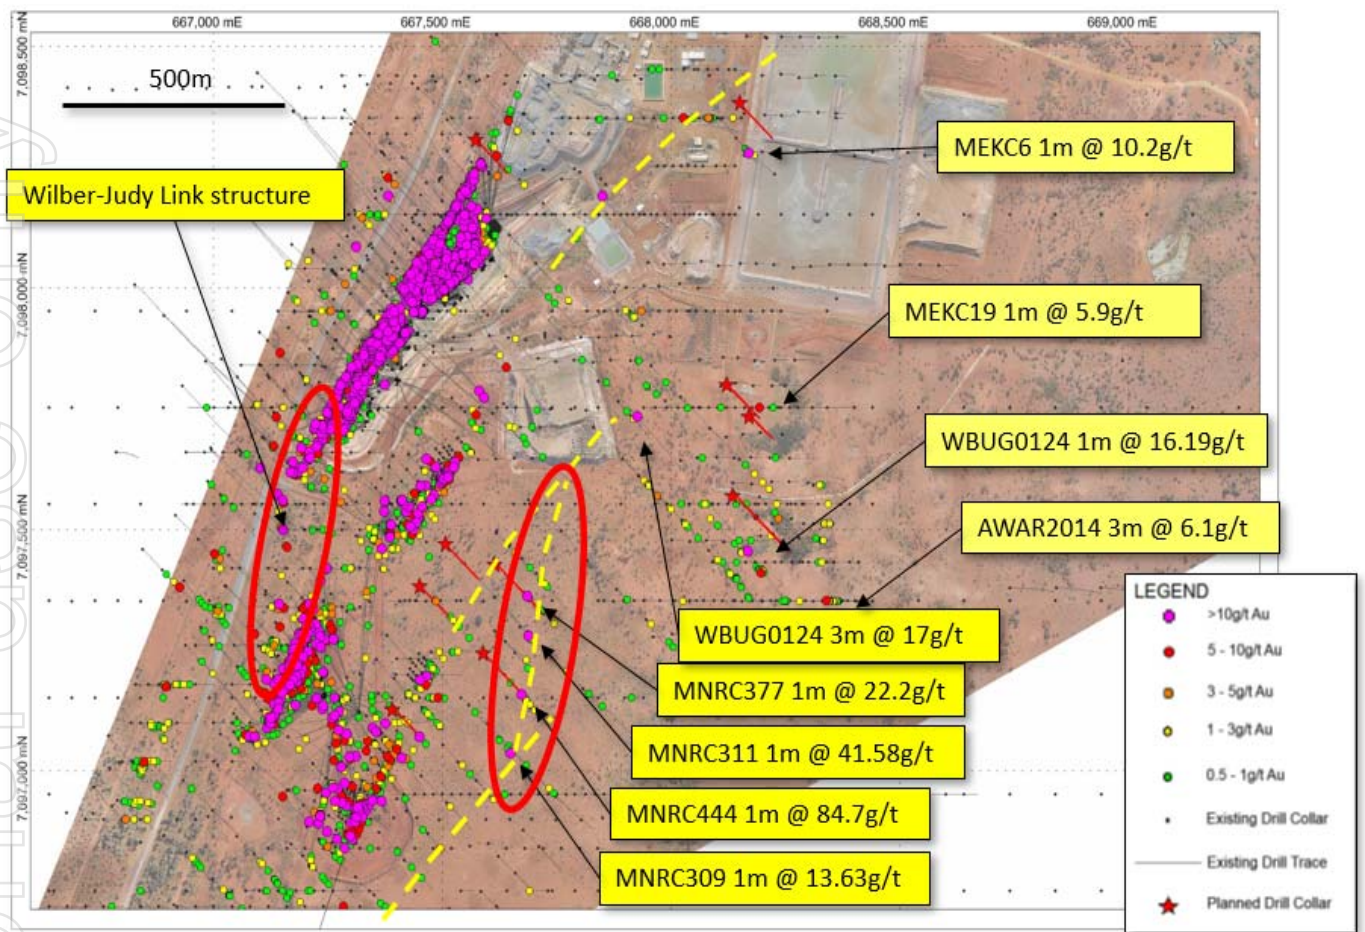 667,000 mE
667,500 mE
668,000 mE
668,500 mE
669,000 mE
7,098,500 mN
500m
MEKC6 1m @ 10.2g/t
Wilber-Judy Link structure
7,098,000 mN
MEKC19 1m @ 5.9g/t
WBUG0124 1m @ 16.19g/t
7,097,500 mN
AWAR2014 3m @ 6.1g/t
WBUG0124 3m @ 17g/t
MNRC377 1m @ 22.2g/t
MNRC311 1m @ 41.58g/t
7,097,000 mN
MNRC444 1m @ 84.7g/t
MNRC309 1m @ 13.63g/t
LEGEND
>10g/t Au
5 - 10g/t Au
3 - 5g/t Au
1 - 3g/t Au
0.5 - 1g/t Au
Existing Drill Collar
Existing Drill Trace
Planned Drill Collar